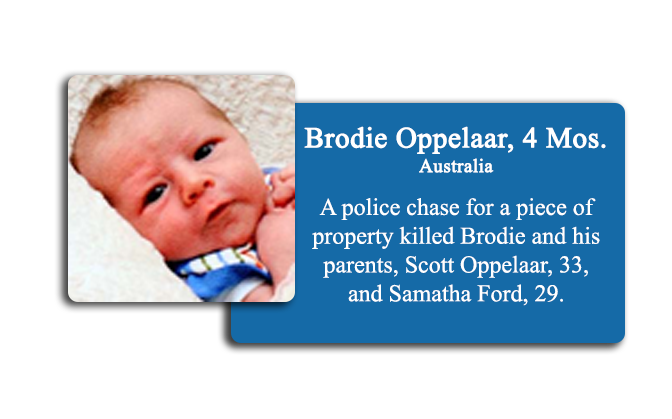 Brodie Oppelaar, 4 Mos.
Australia
A police chase for a piece of
property killed Brodie and his
parents, Scott Oppelaar, 33,
and Samatha Ford, 29.